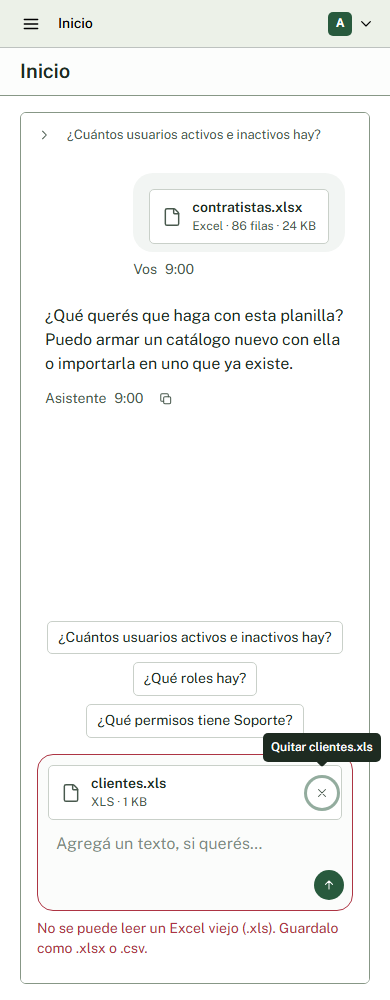 Inicio
A
Inicio
¿Cuántos usuarios activos e inactivos hay?
contratistas.xlsx
Excel · 86 filas · 24 KB
Vos 9:00
¿Qué querés que haga con esta planilla?
Puedo armar un catálogo nuevo con ella
o importarla en uno que ya existe.
Asistente 9:00
¿Cuántos usuarios activos e inactivos hay?
¿Qué roles hay?
¿Qué permisos tiene Soporte?
Quitar clientes.xls
clientes.xls
XLS · 1 KB
Agregá un texto, si querés...
No se puede leer un Excel viejo (.xls). Guardalo
como .xlsx o .csv.